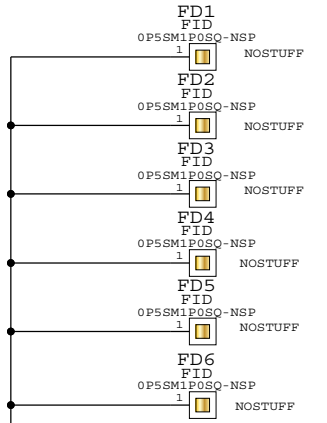 FD1
FID
0P5SM1P0SQ-NSP
1
NOSTUFF
FD2
FID
0P5SM1P0SQ-NSP
1
NOSTUFF
FD3
FID
0P5SM1P0SQ-NSP
1
NOSTUFF
FD4
FID
0P5SM1P0SQ-NSP
1
NOSTUFF
FD5
FID
0P5SM1P0SQ-NSP
1
NOSTUFF
FD6
FID
0P5SM1P0SQ-NSP
1
NOSTUFF